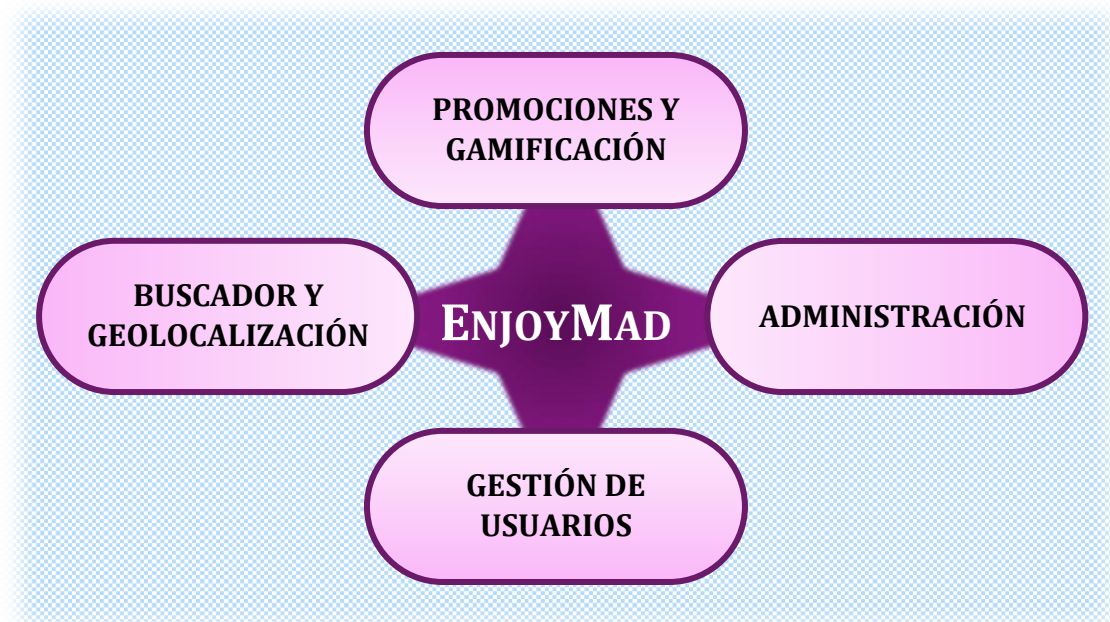 PROMOCIONES Y
GAMIFICACIÓN
BUSCADOR Y
GEOLOCALIZACIÓN
ENJOYMAD
ADMINISTRACIÓN
GESTIÓN DE
USUARIOS